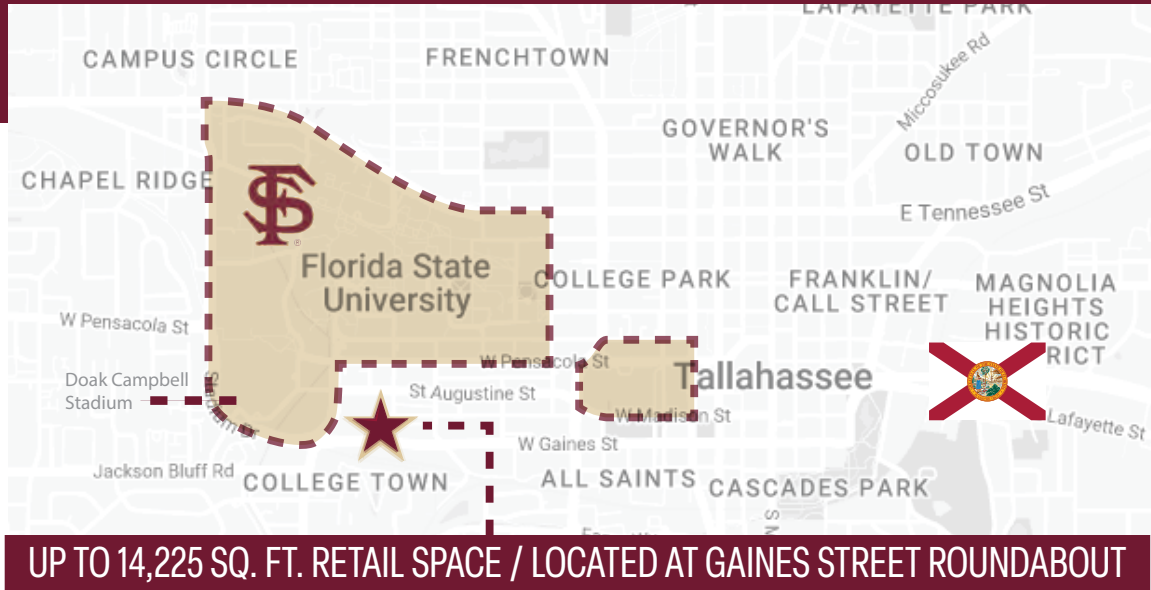 LAFAYETTE PARK
CAMPUS CIRCLE
FRENCHTOWN
Miccosukee Rd
GOVERNOR'S
WALK
OLD TOWN
CHAPEL RIDGE
E Tennessee St
FS
®
Florida State
University
COLLEGE PARK
FRANKLIN/
CALL STREET
MAGNOLIA
HEIGHTS
HISTORIC
RICT
W Pensacola St
W Pensacola St
Tallahassee
Doak Campbell
Stadium
St Augustine St
W Madison St
Lafayette St
W Gaines St
Jackson Bluff Rd
COLLEGE TOWN
ALL SAINTS
CASCADES PARK
UP TO 14,225 SQ. FT. RETAIL SPACE / LOCATED AT GAINES STREET ROUNDABOUT